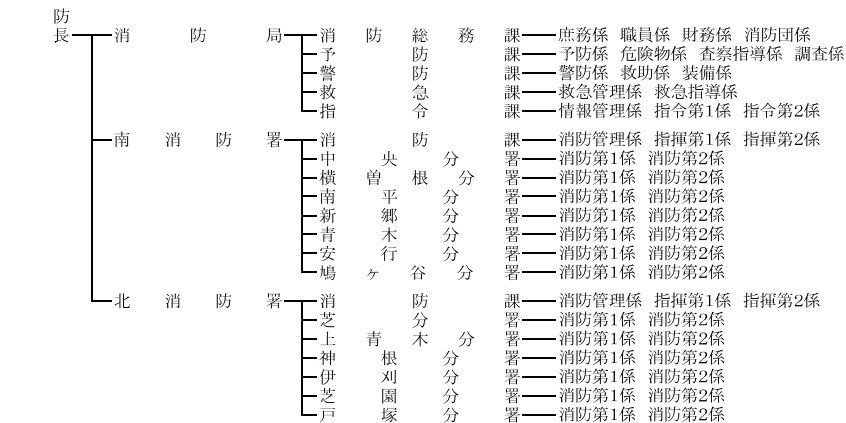 防
長 消防局 消防総務課 庶務係 職員係 財務係 消防団係
予防課 予防係 危険物係 査察指導係 調査係
警防課 警防係 救助係 装備係
救急課 救急管理係 救急指導係
指令課 情報管理係 指令第1係 指令第2係
南消防署 消防課 消防管理係 指揮第1係 指揮第2係
中央分署 消防第1係 消防第2係
横曽根分署 消防第1係 消防第2係
南平分署 消防第1係 消防第2係
新郷分署 消防第1係 消防第2係
青木分署 消防第1係 消防第2係
安行分署 消防第1係 消防第2係
鳩ヶ谷分署 消防第1係 消防第2係
北消防署 消防課 消防管理係 指揮第1係 指揮第2係
芝分署 消防第1係 消防第2係
上青木分署 消防第1係 消防第2係
神根分署 消防第1係 消防第2係
伊刈分署 消防第1係 消防第2係
芝園分署 消防第1係 消防第2係
戸塚分署 消防第1係 消防第2係